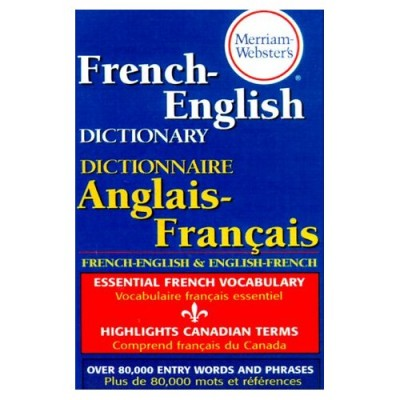 Merriam-
Webster's
®
French-
English
DICTIONARY
DICTIONNAIRE
Anglais-
Français
FRENCH-ENGLISH & ENGLISH-FRENCH
ESSENTIAL FRENCH VOCABULARY
Vocabulaire français essentiel
HIGHLIGHTS CANADIAN TERMS
Comprend français du Canada
OVER 80,000 ENTRY WORDS AND PHRASES
Plus de 80,000 mots et références